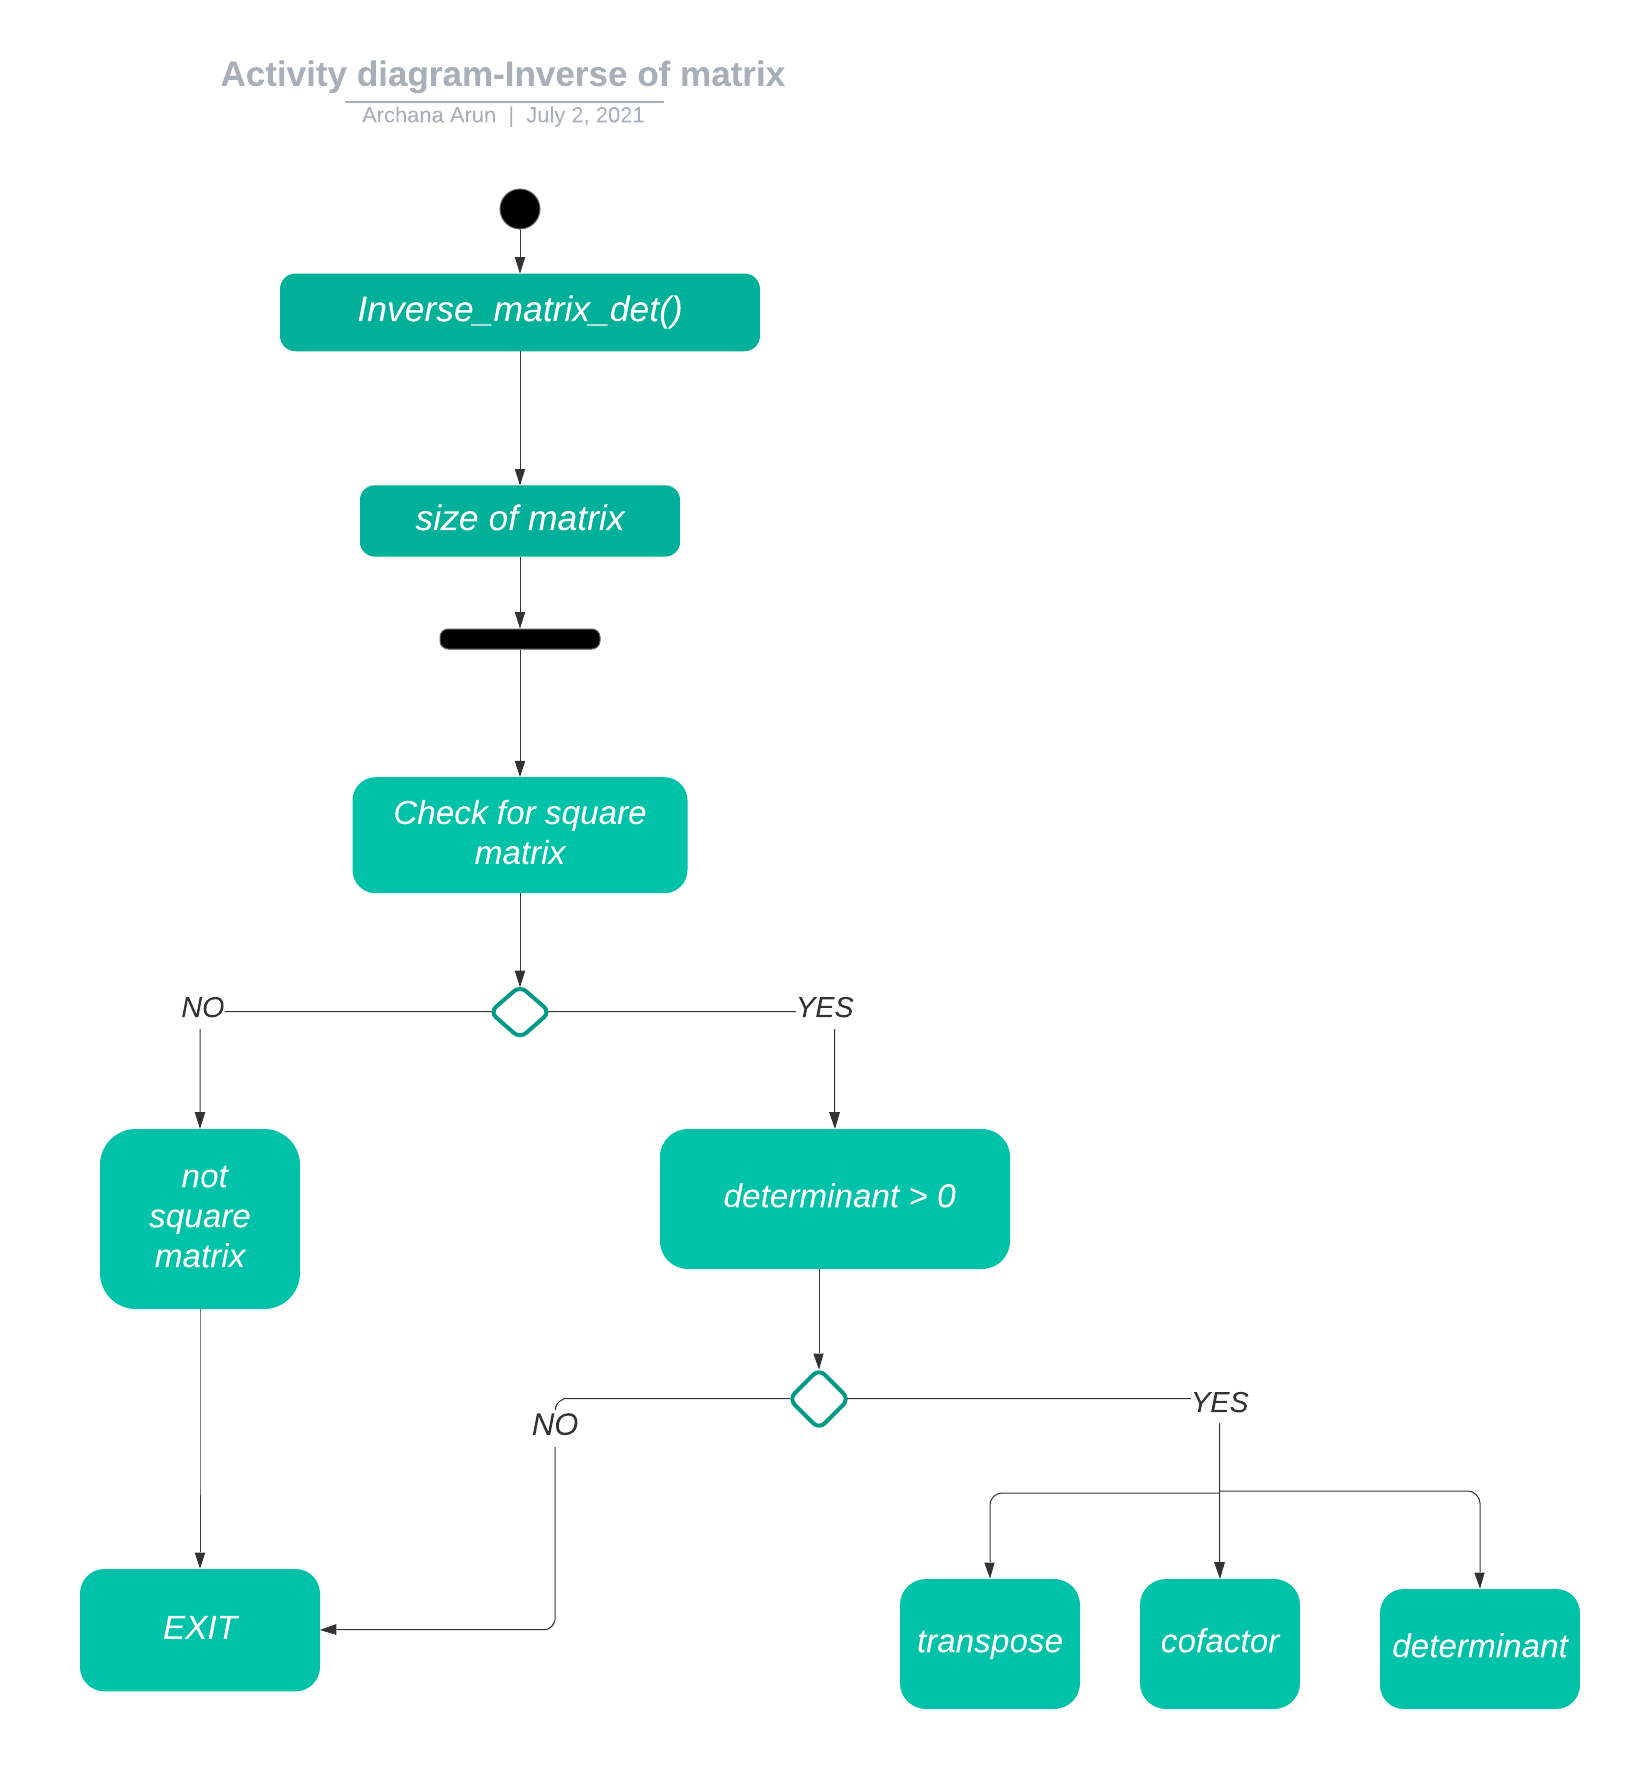 Activity diagram-Inverse of matrix
Archana Arun | July 2, 2021
Inverse_matrix_det()
size of matrix
Check for square
matrix
NO
YES
not
square
matrix
determinant > 0
NO
YES
EXIT
transpose
cofactor
determinant